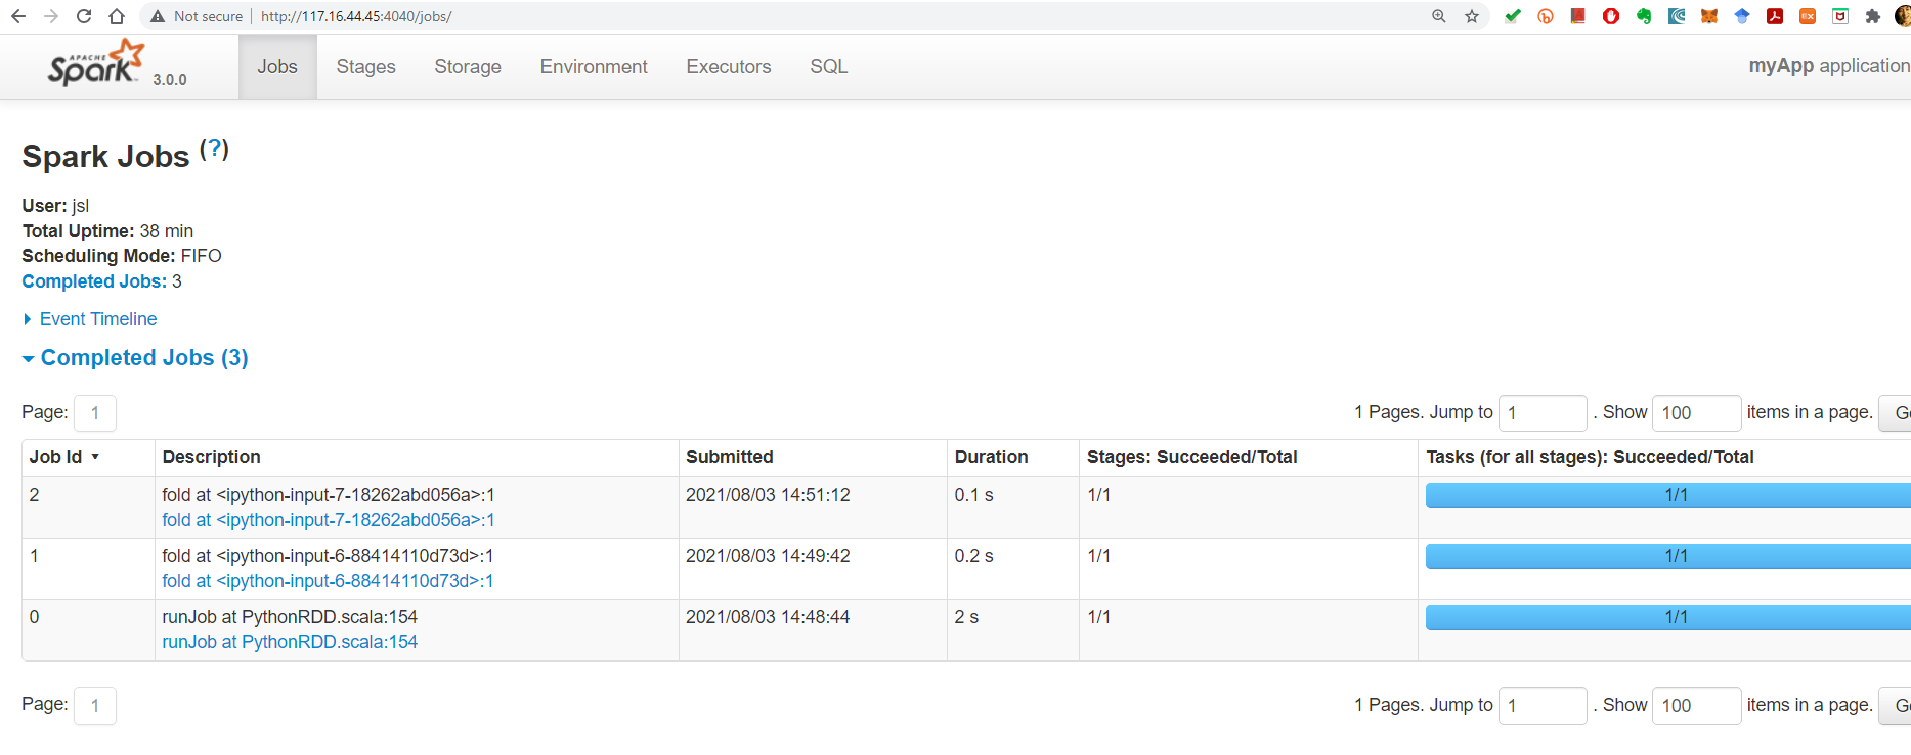 Not secure | http://117.16.44.45:4040/jobs/
APACHE Spark 3.0.0 Jobs Stages Storage Environment Executors SQL myApp application
Spark Jobs (?)
User: jsl
Total Uptime: 38 min
Scheduling Mode: FIFO
Completed Jobs: 3
Event Timeline
Completed Jobs (3)
Page: 1 1 Pages. Jump to 1 . Show 100 items in a page.
Job Id Description Submitted Duration Stages: Succeeded/Total Tasks (for all stages): Succeeded/Total
2 fold at <ipython-input-7-18262abd056a>:1 2021/08/03 14:51:12 0.1 s 1/1 1/1
fold at <ipython-input-7-18262abd056a>:1
1 fold at <ipython-input-6-88414110d73d>:1 2021/08/03 14:49:42 0.2 s 1/1 1/1
fold at <ipython-input-6-88414110d73d>:1
0 runJob at PythonRDD.scala:154 2021/08/03 14:48:44 2 s 1/1 1/1
runJob at PythonRDD.scala:154
Page: 1 1 Pages. Jump to 1 . Show 100 items in a page.